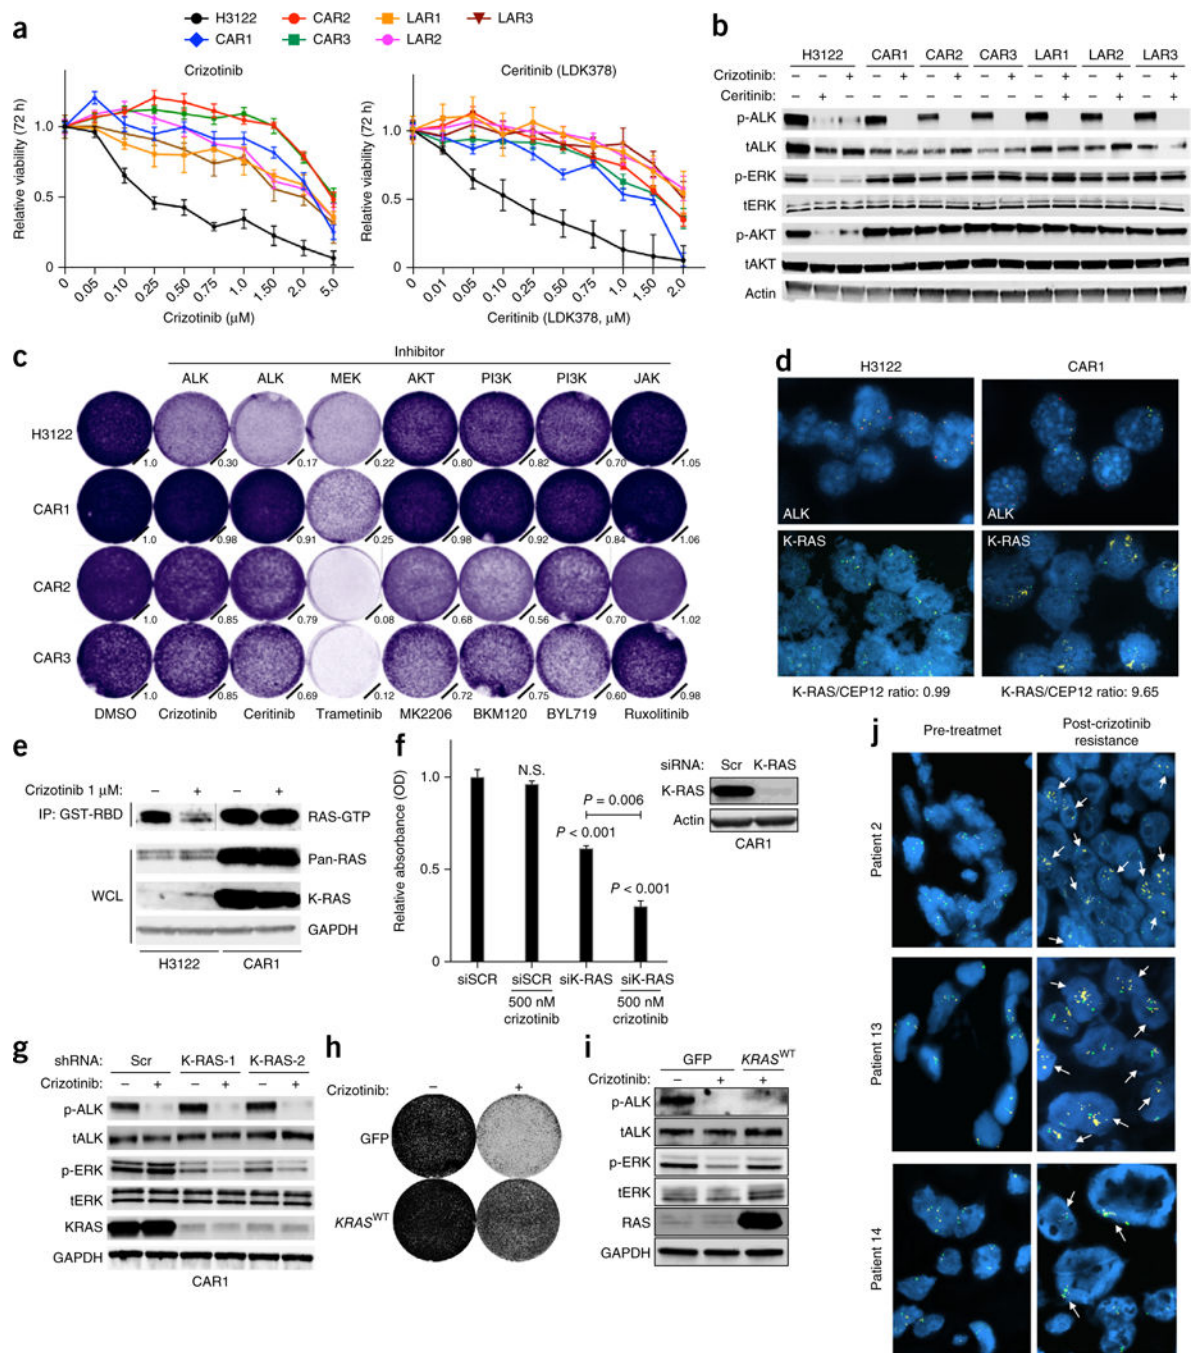 a
H3122 CAR2 LAR1 LAR3
CAR1 CAR3 LAR2
Crizotinib
Relative viability (72 h)
1.0
0.5
0
0 0.05 0.10 0.25 0.50 0.75 1.0 1.50 2.0 5.0
Crizotinib (μM)
Ceritinib (LDK378)
Relative viability (72 h)
1.0
0.5
0
0 0.01 0.05 0.10 0.25 0.50 0.75 1.0 1.50 2.0
Ceritinib (LDK378, μM)
b
H3122 CAR1 CAR2 CAR3 LAR1 LAR2 LAR3
Crizotinib: – – + – + – + – + – + – + – +
Ceritinib: – + – – – – – – – – + – + – +
p-ALK
tALK
p-ERK
tERK
p-AKT
tAKT
Actin
c
Inhibitor
ALK ALK MEK AKT PI3K PI3K JAK
H3122
1.0 0.30 0.17 0.22 0.80 0.82 0.70 1.05
CAR1
1.0 0.98 0.91 0.25 0.98 0.92 0.84 1.06
CAR2
1.0 0.85 0.79 0.08 0.68 0.56 0.70 1.02
CAR3
1.0 0.85 0.69 0.12 0.72 0.75 0.60 0.98
DMSO Crizotinib Ceritinib Trametinib MK2206 BKM120 BYL719 Ruxolitinib
d
H3122 CAR1
ALK
K-RAS K-RAS
K-RAS/CEP12 ratio: 0.99 K-RAS/CEP12 ratio: 9.65
e
Crizotinib 1 μM: – + – +
IP: GST-RBD RAS-GTP
WCL
Pan-RAS
K-RAS
GAPDH
H3122 CAR1
f
Relative absorbance (OD)
1.0
0.5
0
N.S.
P = 0.006
P < 0.001
P < 0.001
siSCR siSCR siK-RAS siK-RAS
500 nM crizotinib 500 nM crizotinib
siRNA: Scr K-RAS
K-RAS
Actin
CAR1
g
shRNA: Scr K-RAS-1 K-RAS-2
Crizotinib: – + – + – +
p-ALK
tALK
p-ERK
tERK
KRAS
GAPDH
CAR1
h
Crizotinib: – +
GFP
KRASWT
i
GFP KRASWT
Crizotinib: – + +
p-ALK
tALK
p-ERK
tERK
RAS
GAPDH
j
Pre-treatmet Post-crizotinib resistance
Patient 2
Patient 13
Patient 14